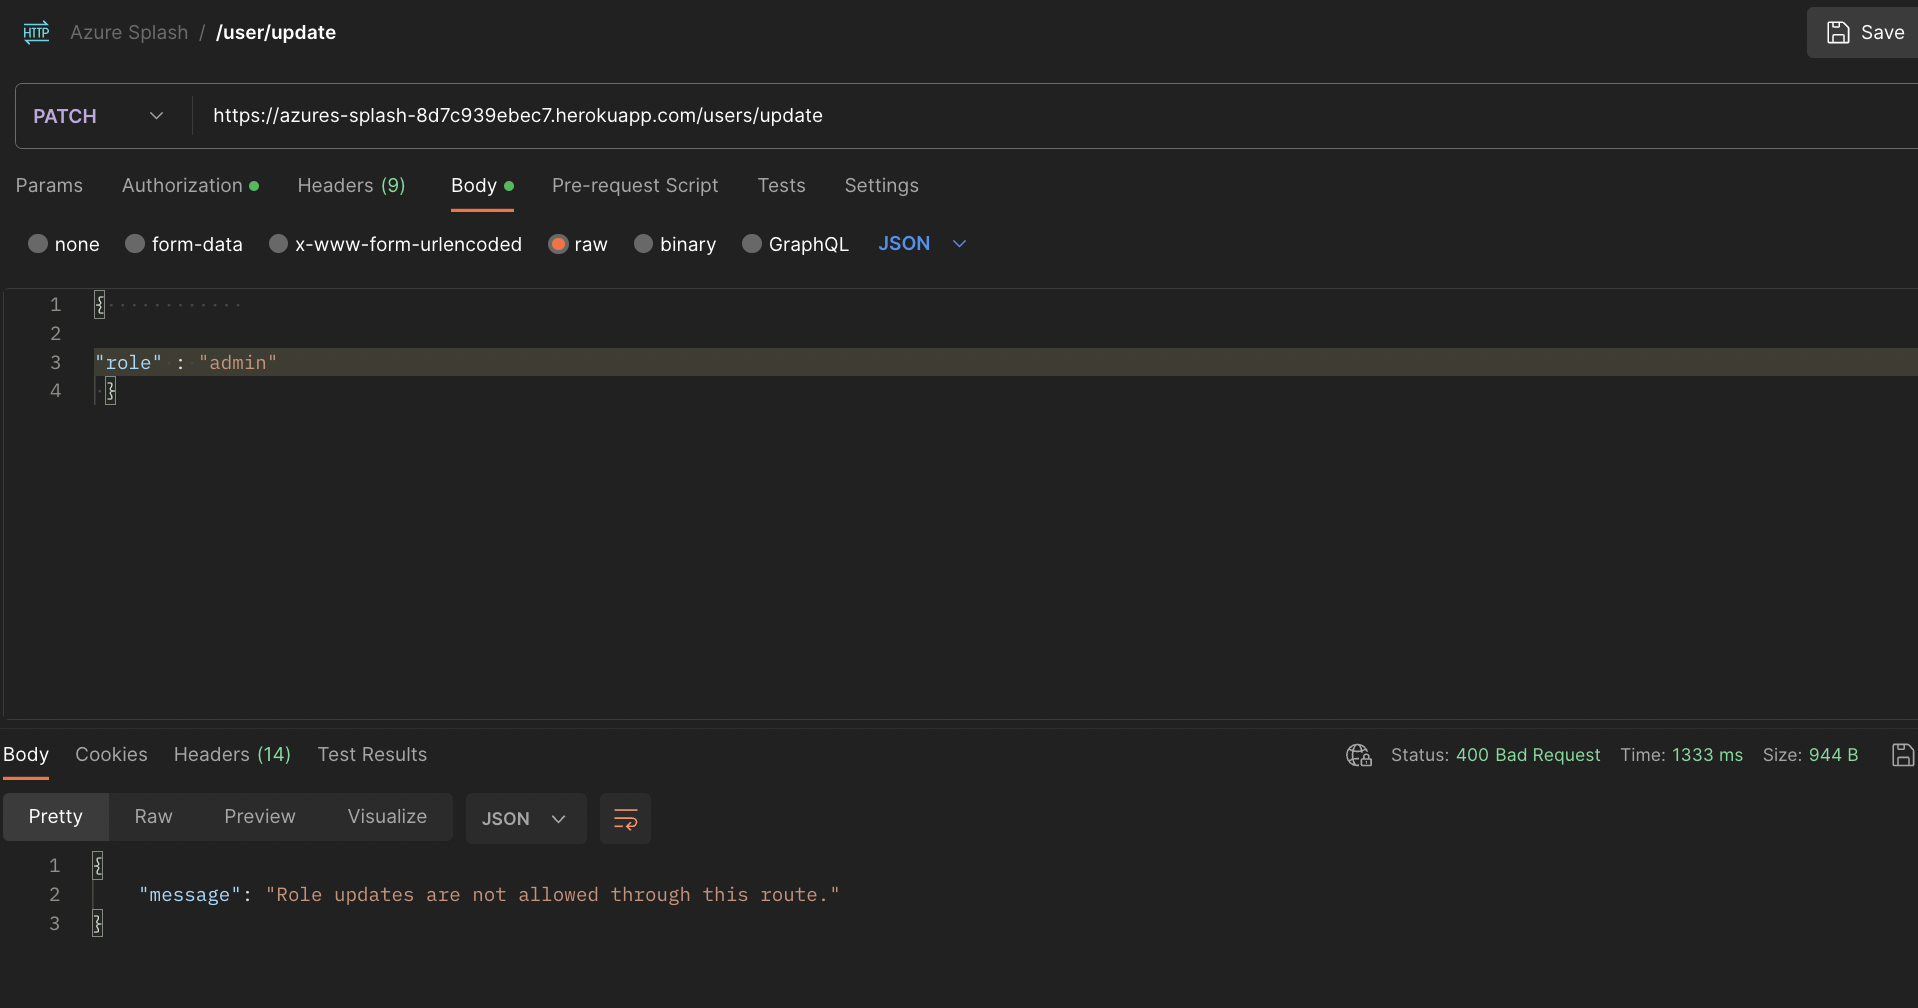 HTTP Azure Splash / /user/update Save
PATCH https://azures-splash-8d7c939ebec7.herokuapp.com/users/update
Params Authorization Headers (9) Body Pre-request Script Tests Settings
none form-data x-www-form-urlencoded raw binary GraphQL JSON
1 {
2
3 "role" : "admin"
4 }
Body Cookies Headers (14) Test Results Status: 400 Bad Request Time: 1333 ms Size: 944 B
Pretty Raw Preview Visualize JSON
1 {
2 "message": "Role updates are not allowed through this route."
3 }